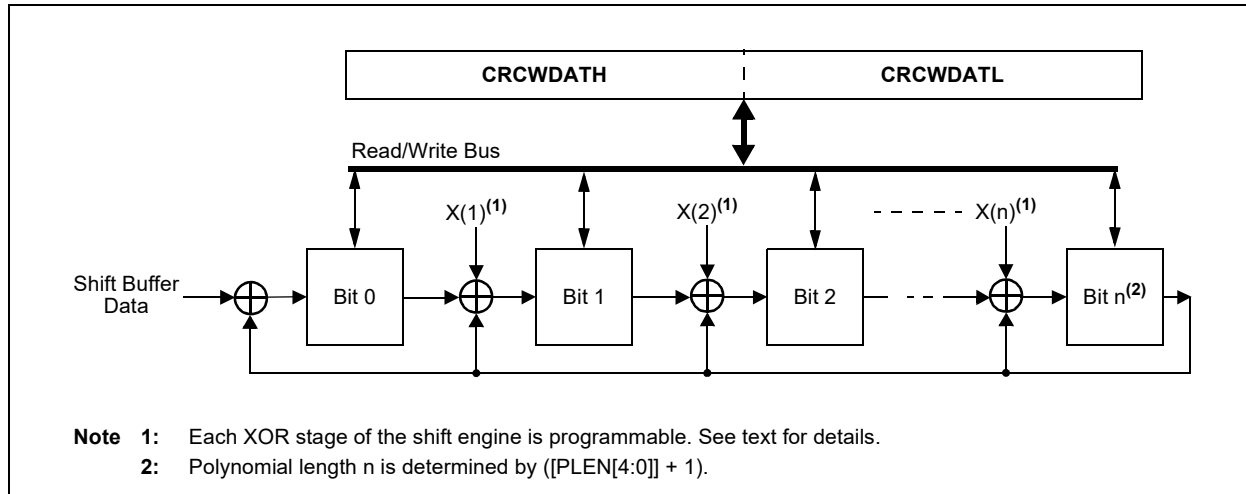 CRCWDATH CRCWDATL
Read/Write Bus
X(1)(1) X(2)(1) X(n)(1)
Shift Buffer
Data
Bit 0 Bit 1 Bit 2 Bit n(2)
Note 1: Each XOR stage of the shift engine is programmable. See text for details.
2: Polynomial length n is determined by ([PLEN[4:0]] + 1).